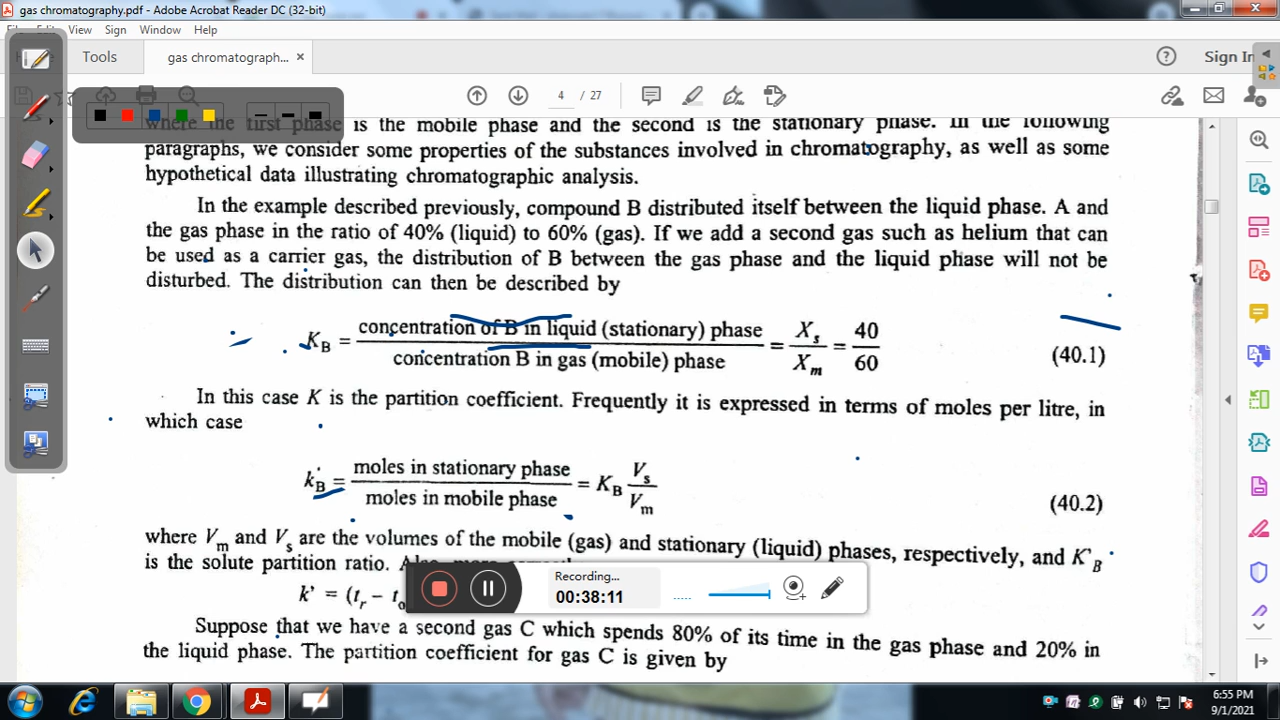 gas chromatography.pdf - Adobe Acrobat Reader DC (32-bit)
View Sign Window Help
Tools
gas chromatograph... ×
Sign In
4 / 27
where the first phase is the mobile phase and the second is the stationary phase. In the following
paragraphs, we consider some properties of the substances involved in chromatography, as well as some
hypothetical data illustrating chromatographic analysis.
In the example described previously, compound B distributed itself between the liquid phase. A and
the gas phase in the ratio of 40% (liquid) to 60% (gas). If we add a second gas such as helium that can
be used as a carrier gas, the distribution of B between the gas phase and the liquid phase will not be
disturbed. The distribution can then be described by
K_B = concentration of B in liquid (stationary) phase / concentration B in gas (mobile) phase = X_s / X_m = 40 / 60 (40.1)
In this case K is the partition coefficient. Frequently it is expressed in terms of moles per litre, in
which case
k'_B = moles in stationary phase / moles in mobile phase = K_B V_s / V_m (40.2)
where V_m and V_s are the volumes of the mobile (gas) and stationary (liquid) phases, respectively, and K'_B
is the solute partition ratio.
k' = (t_r - t_o
Recording...
00:38:11
Suppose that we have a second gas C which spends 80% of its time in the gas phase and 20% in
the liquid phase. The partition coefficient for gas C is given by
6:55 PM
9/1/2021